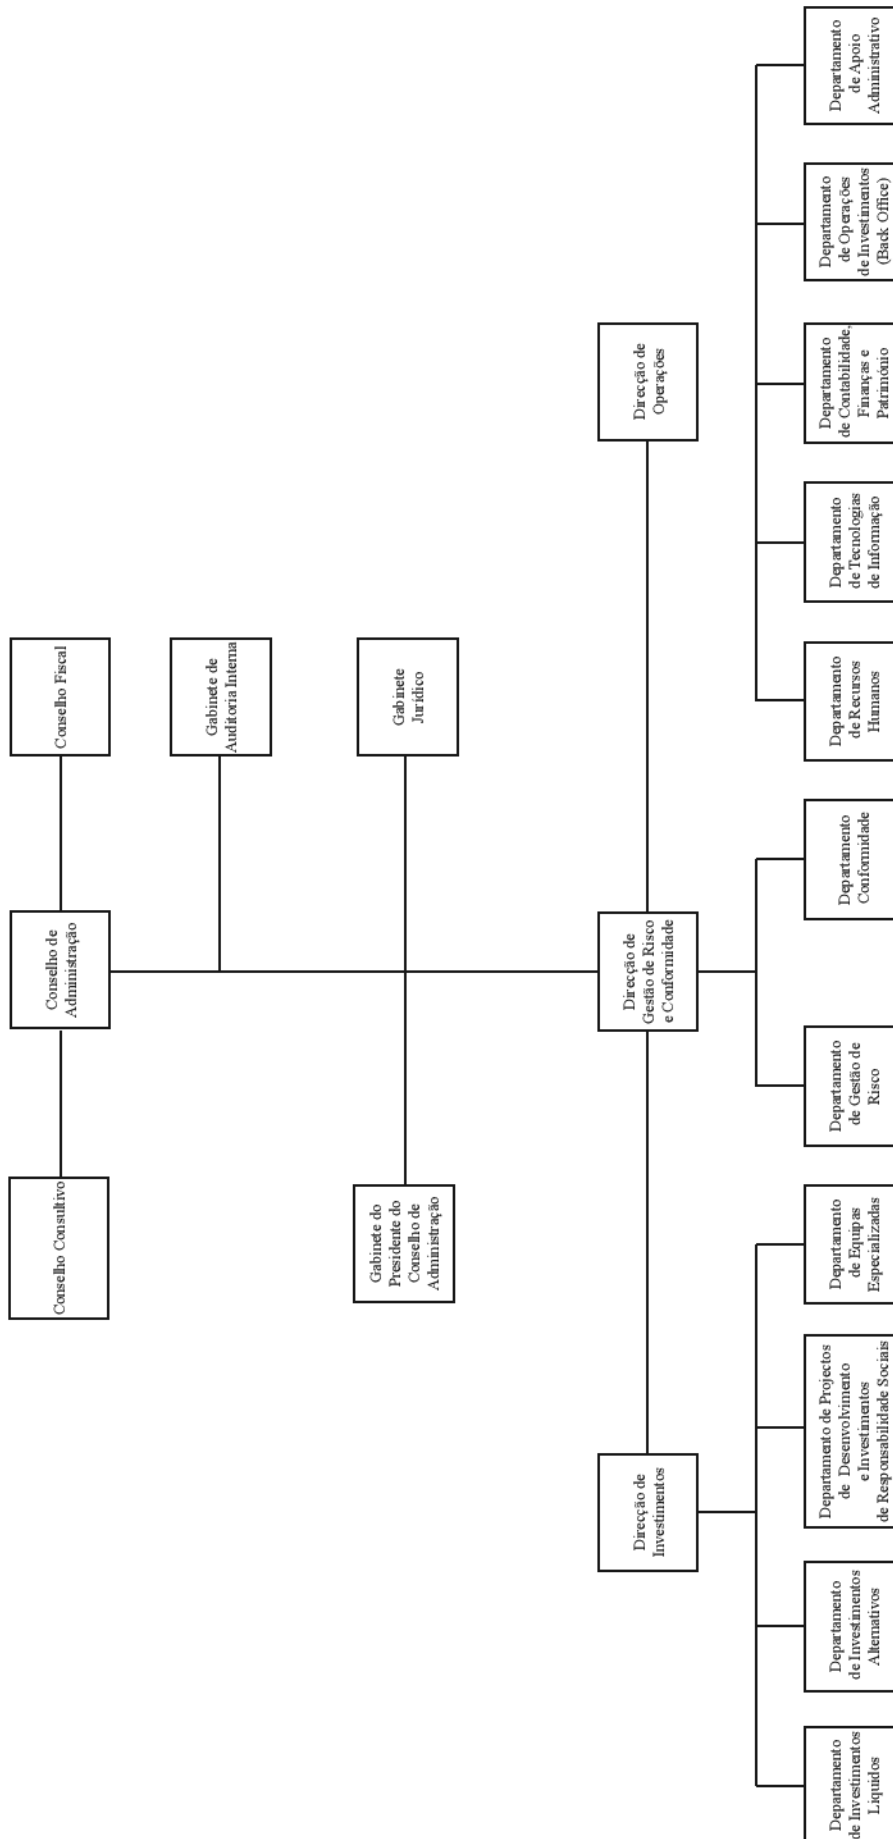 Conselho Consultivo
Conselho de
Administração
Conselho Fiscal
Gabinete de
Auditoria Interna
Gabinete do
Presidente do
Conselho de
Administração
Gabinete
Jurídico
Direcção de
Investimentos
Direcção de
Gestão de Risco
e Conformidade
Direcção de
Operações
Departamento
de Investimentos
Liquidos
Departamento
de Investimentos
Alternativos
Departamento de Projectos
de Desenvolvimento
e Investimentos
de Responsabilidade Sociais
Departamento
de Equipas
Especializadas
Departamento
de Gestão de
Risco
Departamento
Conformidade
Departamento
de Recursos
Humanos
Departamento
de Tecnologias
de Informação
Departamento
de Contabilidade,
Finanças e
Património
Departamento
de Operações
de Investimentos
(Back Office)
Departamento
de Apoio
Administrativo